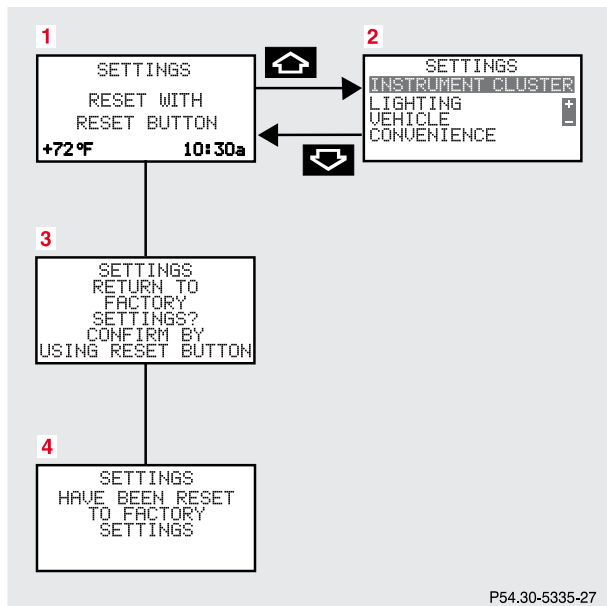 1
SETTINGS
RESET WITH
RESET BUTTON
+72°F 10:30a
2
SETTINGS
INSTRUMENT CLUSTER
LIGHTING +
VEHICLE –
CONVENIENCE
3
SETTINGS
RETURN TO
FACTORY
SETTINGS?
CONFIRM BY
USING RESET BUTTON
4
SETTINGS
HAVE BEEN RESET
TO FACTORY
SETTINGS
P54.30-5335-27